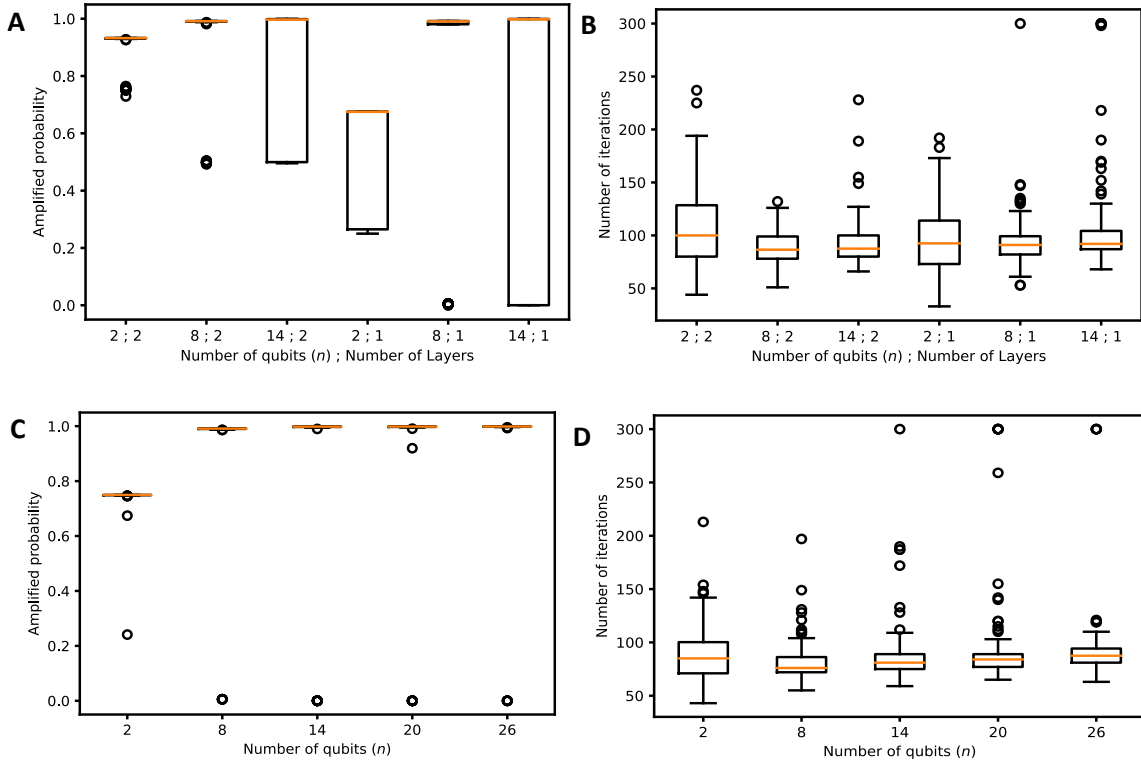 A
Amplified probability
1.0
0.8
0.6
0.4
0.2
0.0
2 ; 2 8 ; 2 14 ; 2 2 ; 1 8 ; 1 14 ; 1
Number of qubits (n) ; Number of Layers
B
Number of iterions
300
250
200
150
100
50
2 ; 2 8 ; 2 14 ; 2 2 ; 1 8 ; 1 14 ; 1
Number of qubits (n) ; Number of Layers
C
Amplified probability
1.0
0.8
0.6
0.4
0.2
0.0
2 8 14 20 26
Number of qubits (n)
D
Number of iterations
300
250
200
150
100
50
2 8 14 20 26
Number of qubits (n)